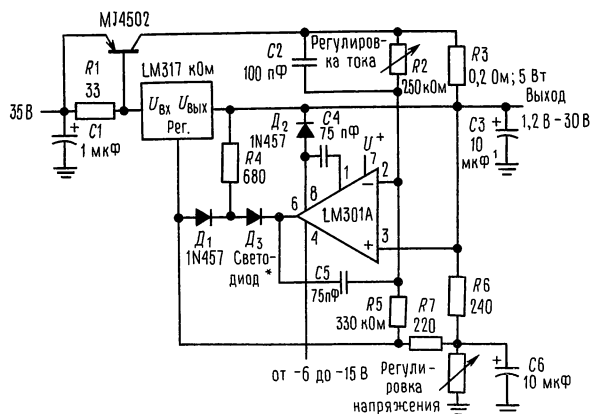 MJ4502
R1
33
LM317 кОм
C2
100 пФ
Регулиров-
ка тока
R2
250 кОм
R3
0,2 Ом; 5 Вт
35 В
Uвх Uвых
Рег.
Выход
1,2 В – 30 В
+
C1
1 мкФ
R4
680
Д2
1N457
C4
75 пФ
U+
7
C3
+
10
мкФ
1
8
1
2
–
6
LM301A
4
+
3
Д1
1N457
Д3
Свето-
диод *
C5
75пФ
R5
330 кОм
R6
240
R7
220
от –6 до –15 В
Регули-
ровка
напряжения
+
C6
10 мкФ